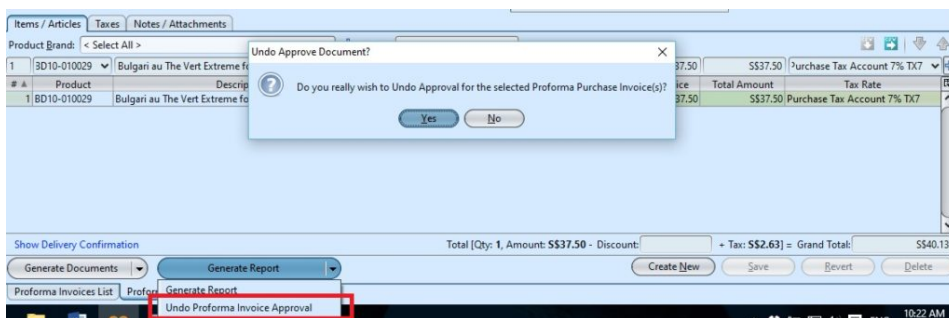 Items / Articles Taxes Notes / Attachments
Product Brand: < Select All >
Undo Approve Document?
1 3D10-010029 Bulgari au The Vert Extreme fo 37.50 S$37.50 Purchase Tax Account 7% TX7
# Product Descrip ice Total Amount Tax Rate
Do you really wish to Undo Approval for the selected Proforma Purchase Invoice(s)?
1 BD10-010029 Bulgari au The Vert Extreme fo 37.50 S$37.50 Purchase Tax Account 7% TX7
Yes No
Show Delivery Confirmation Total [Qty: 1, Amount: S$37.50 - Discount: + Tax: S$2.63] = Grand Total: S$40.13
Generate Documents Generate Report Create New Save Revert Delete
Proforma Invoices List Profor Generate Report
Undo Proforma Invoice Approval
10:22 AM